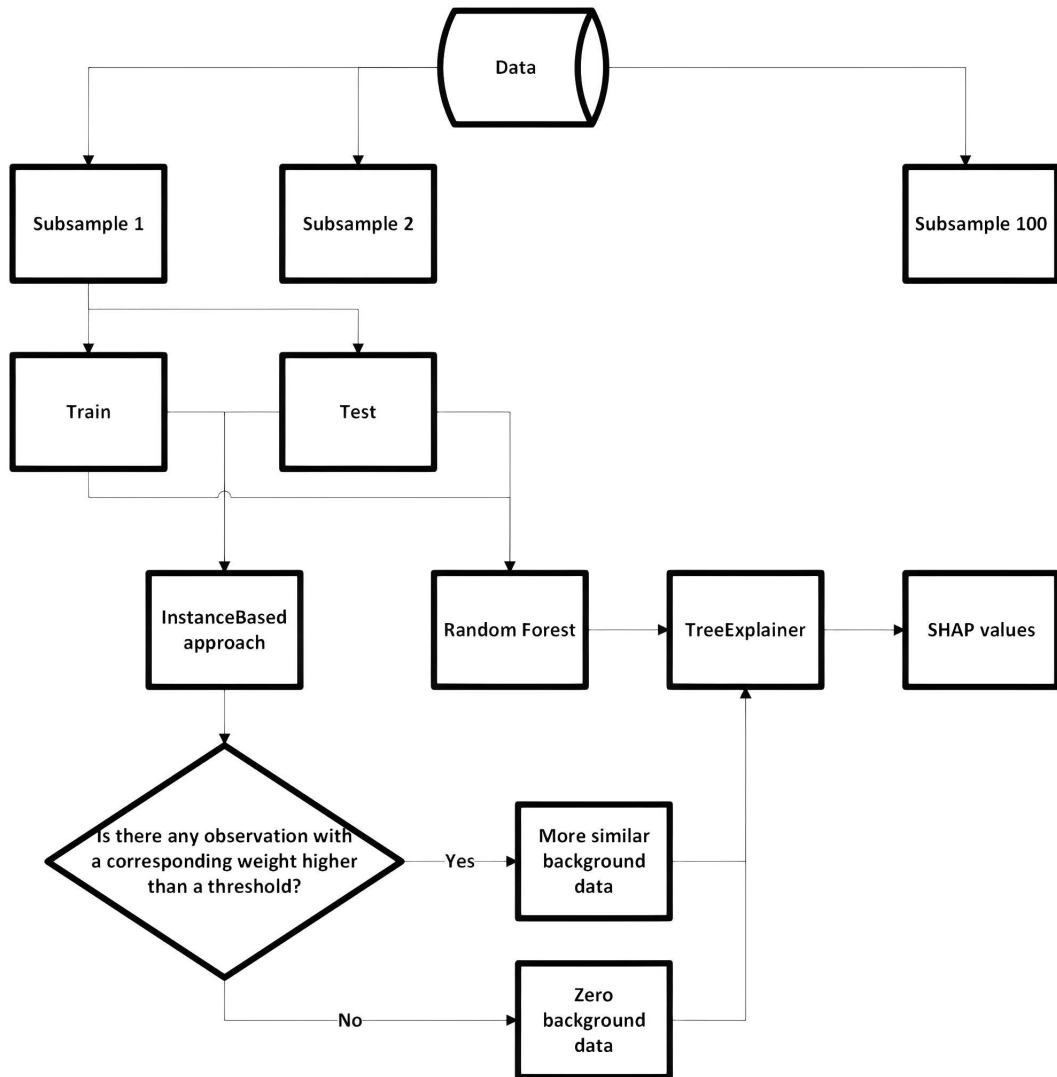 Data
Subsample 1
Subsample 2
Subsample 100
Train
Test
InstanceBased
approach
Random Forest
TreeExplainer
SHAP values
Is there any observation with
a corresponding weight higher
than a threshold?
Yes
More similar
background
data
No
Zero
background
data